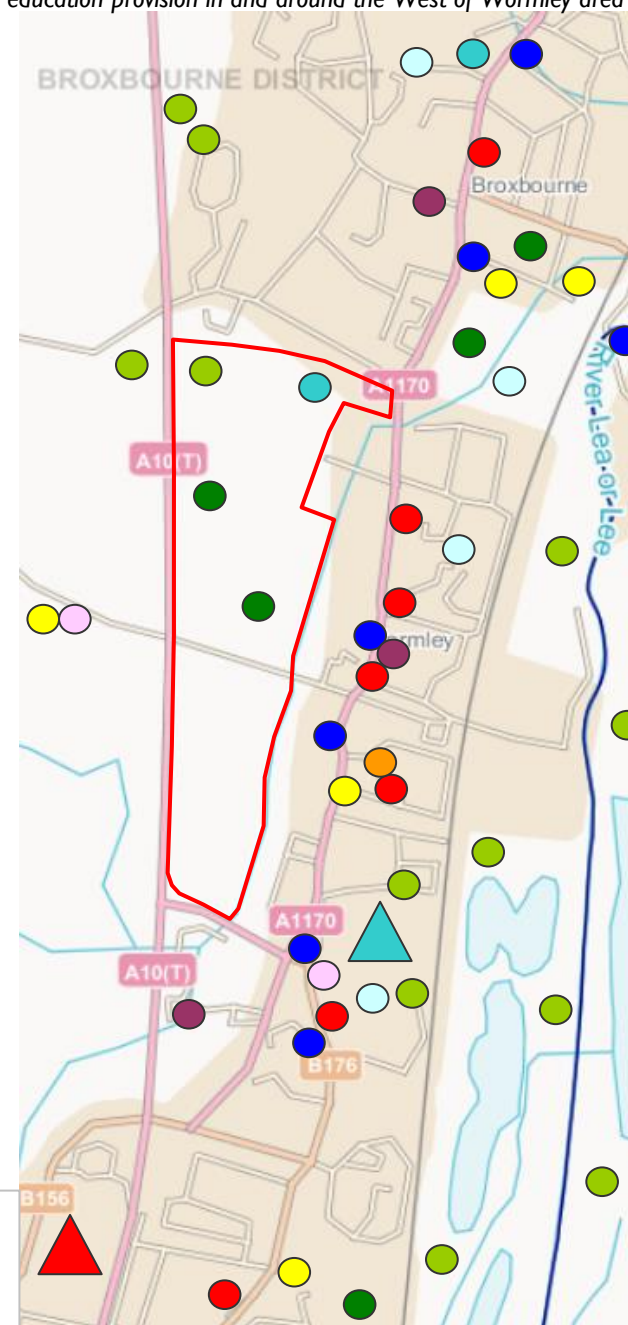 education provision in and around the West of Wormley area
BROXBOURNE DISTRICT
Broxbourne
A1170
River-Lea-or-Lee
A10(T)
A1170
A10(T)
B176
B156